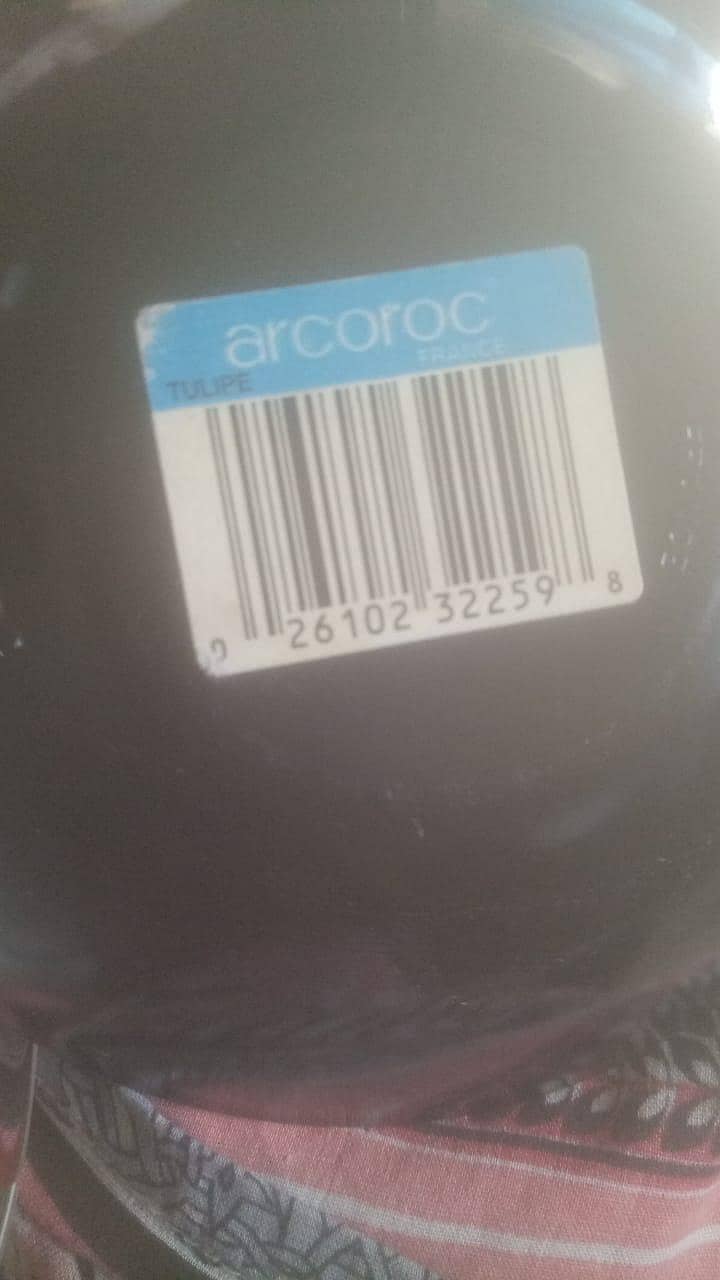 arcoroc
FRANCE
TULIPE
0 26102 32259 8